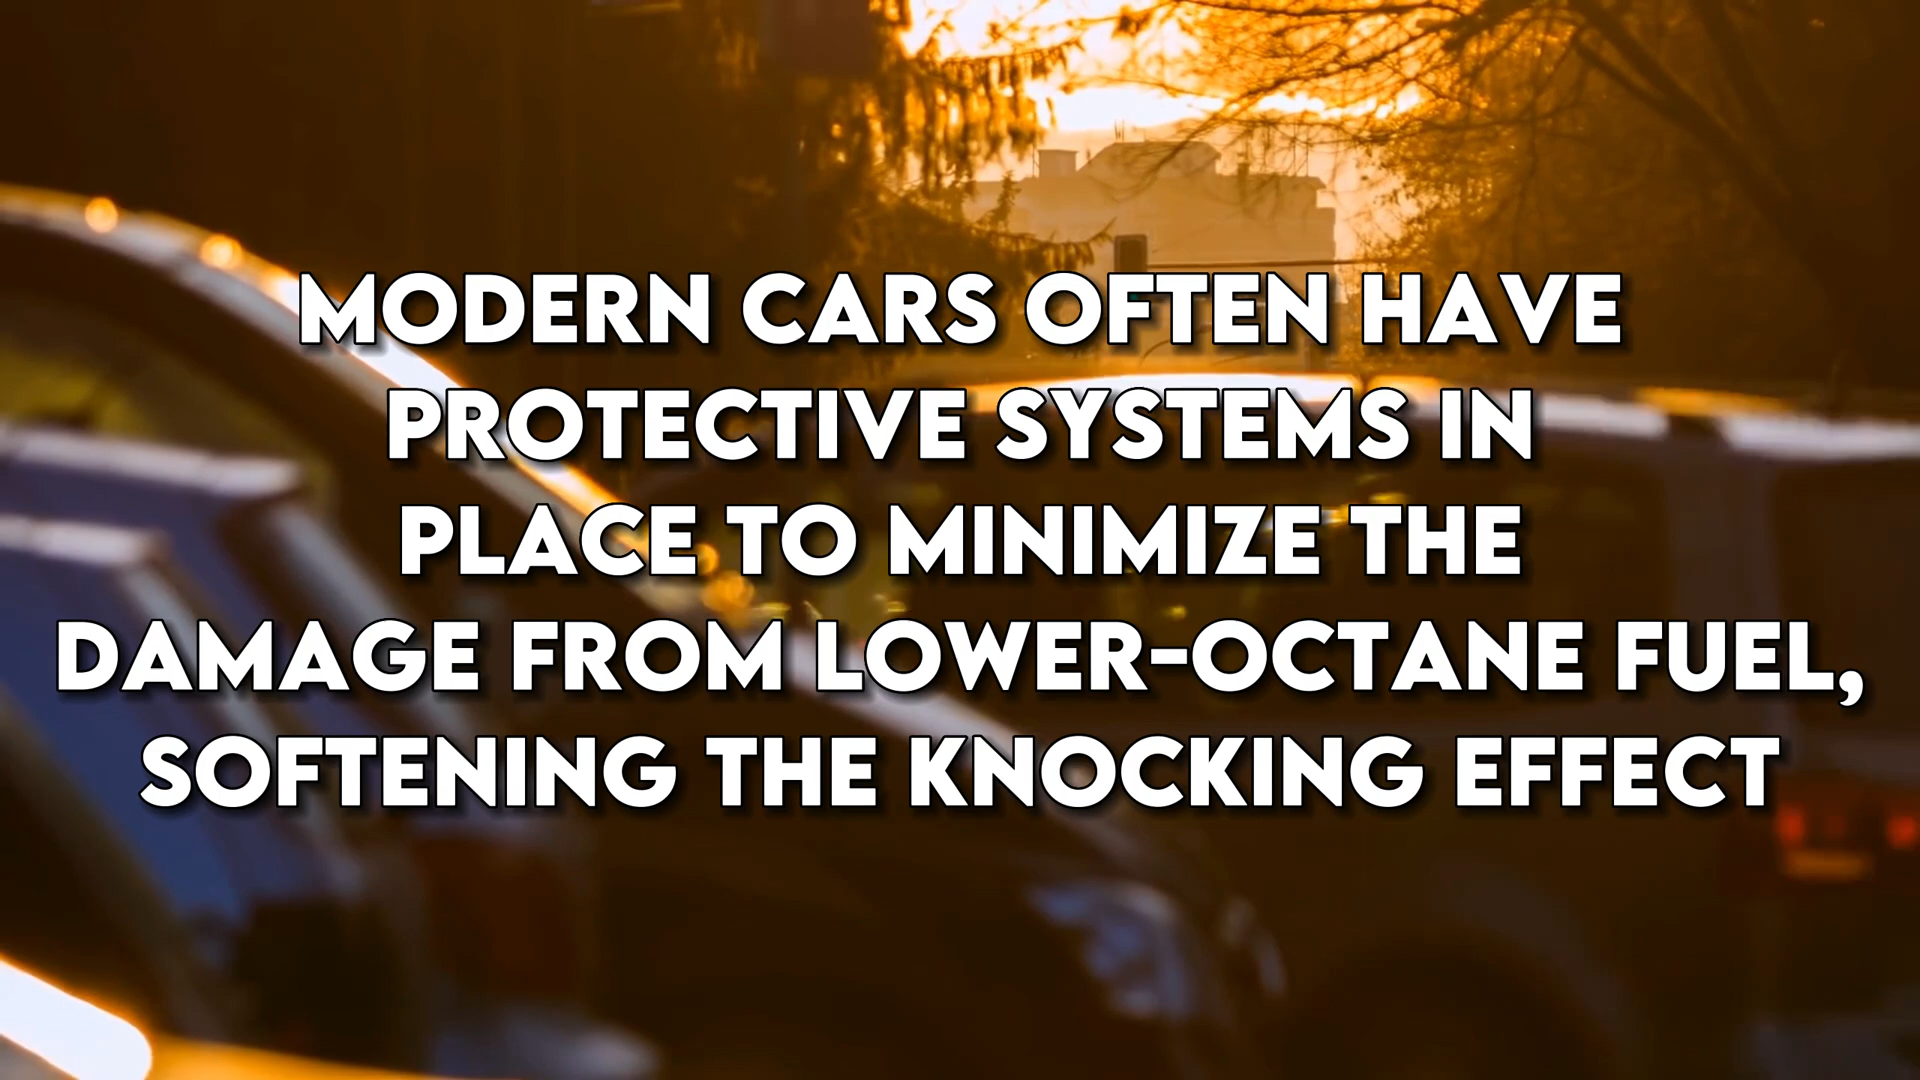 MODERN CARS OFTEN HAVE
PROTECTIVE SYSTEMS IN
PLACE TO MINIMIZE THE
DAMAGE FROM LOWER-OCTANE FUEL,
SOFTENING THE KNOCKING EFFECT